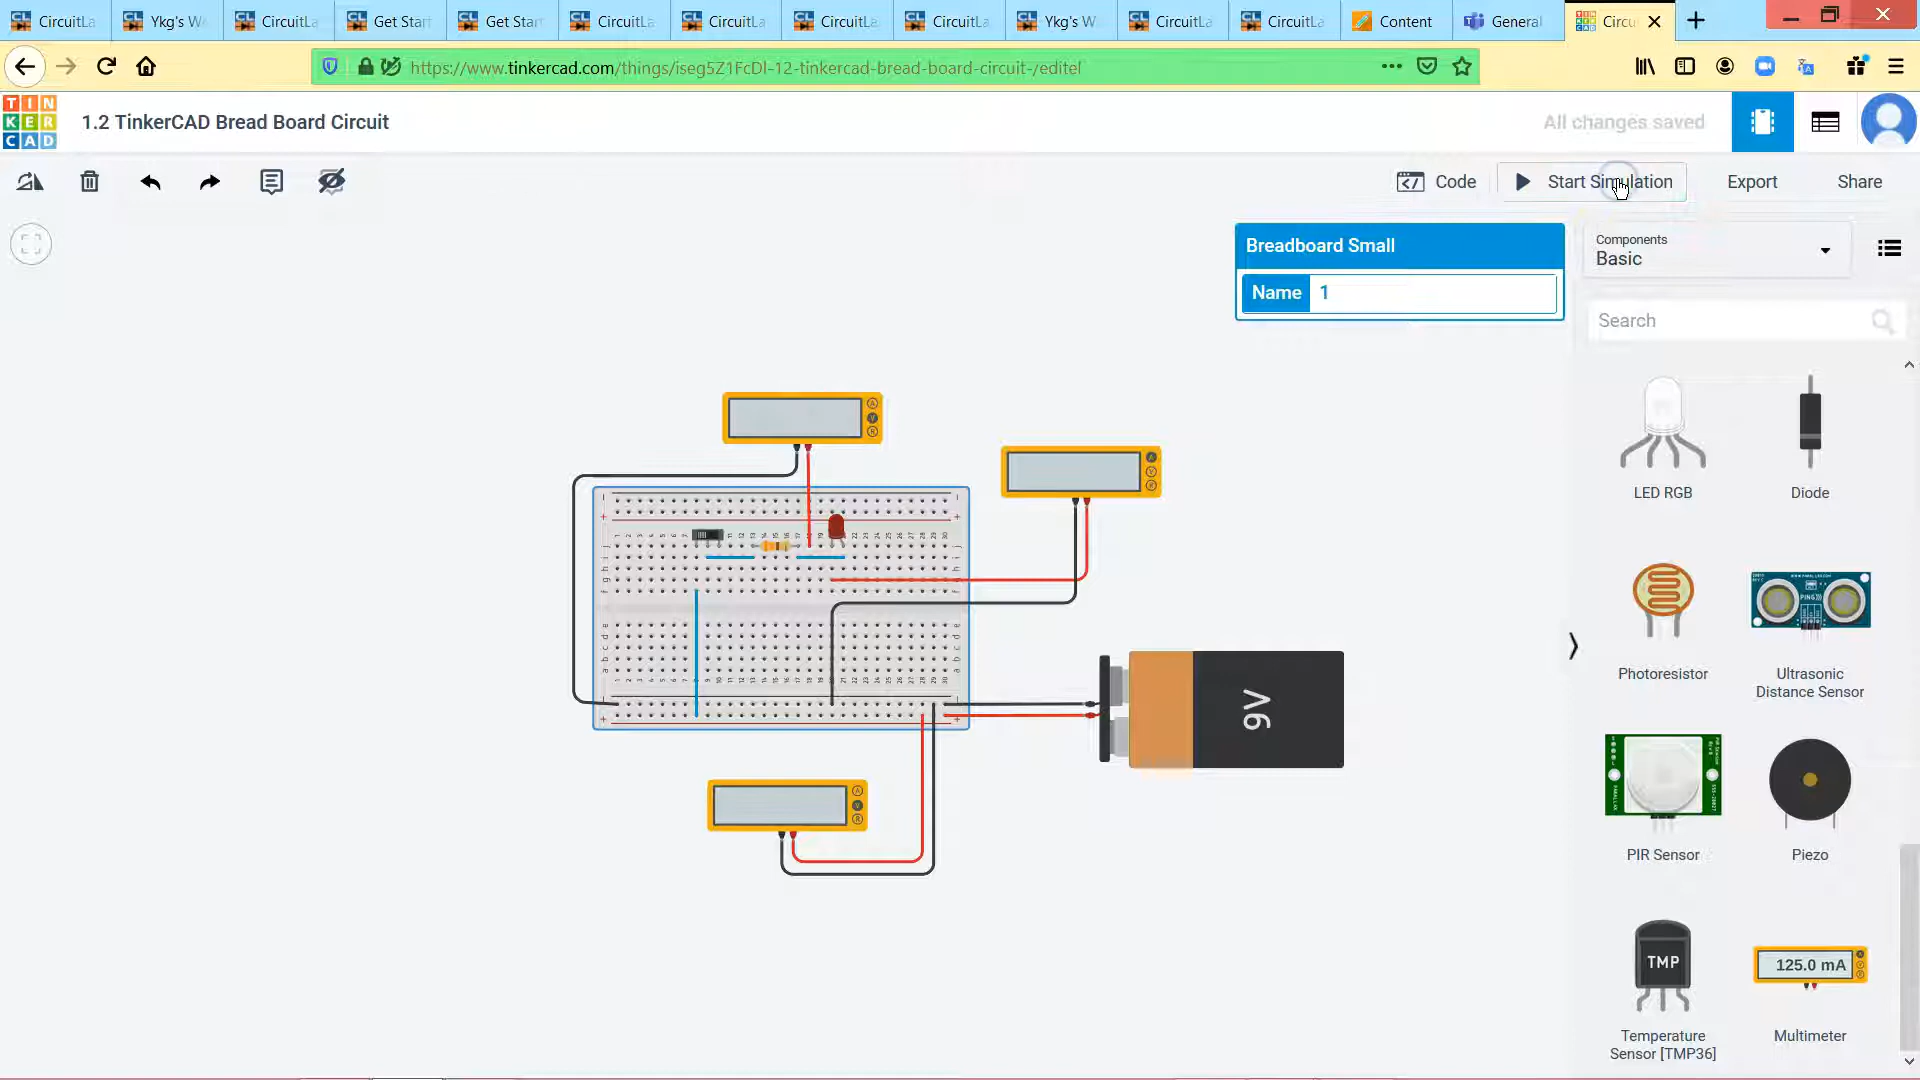 CircuitLa
Ykg's W
CircuitLa
Get Star
Get Star
CircuitLa
CircuitLa
CircuitLa
CircuitLa
Ykg's W
CircuitLa
CircuitLa
Content
General
Circu
https://www.tinkercad.com/things/iseg5Z1FcDl-12-tinkercad-bread-board-circuit-/editel
TIN
KER
CAD
1.2 TinkerCAD Bread Board Circuit
All changes saved
Code
Start Simulation
Export
Share
Breadboard Small
Name 1
Components
Basic
Search
LED RGB
Diode
Photoresistor
Ultrasonic
Distance Sensor
PIR Sensor
Piezo
TMP
125.0 mA
Temperature
Sensor [TMP36]
Multimeter
9V